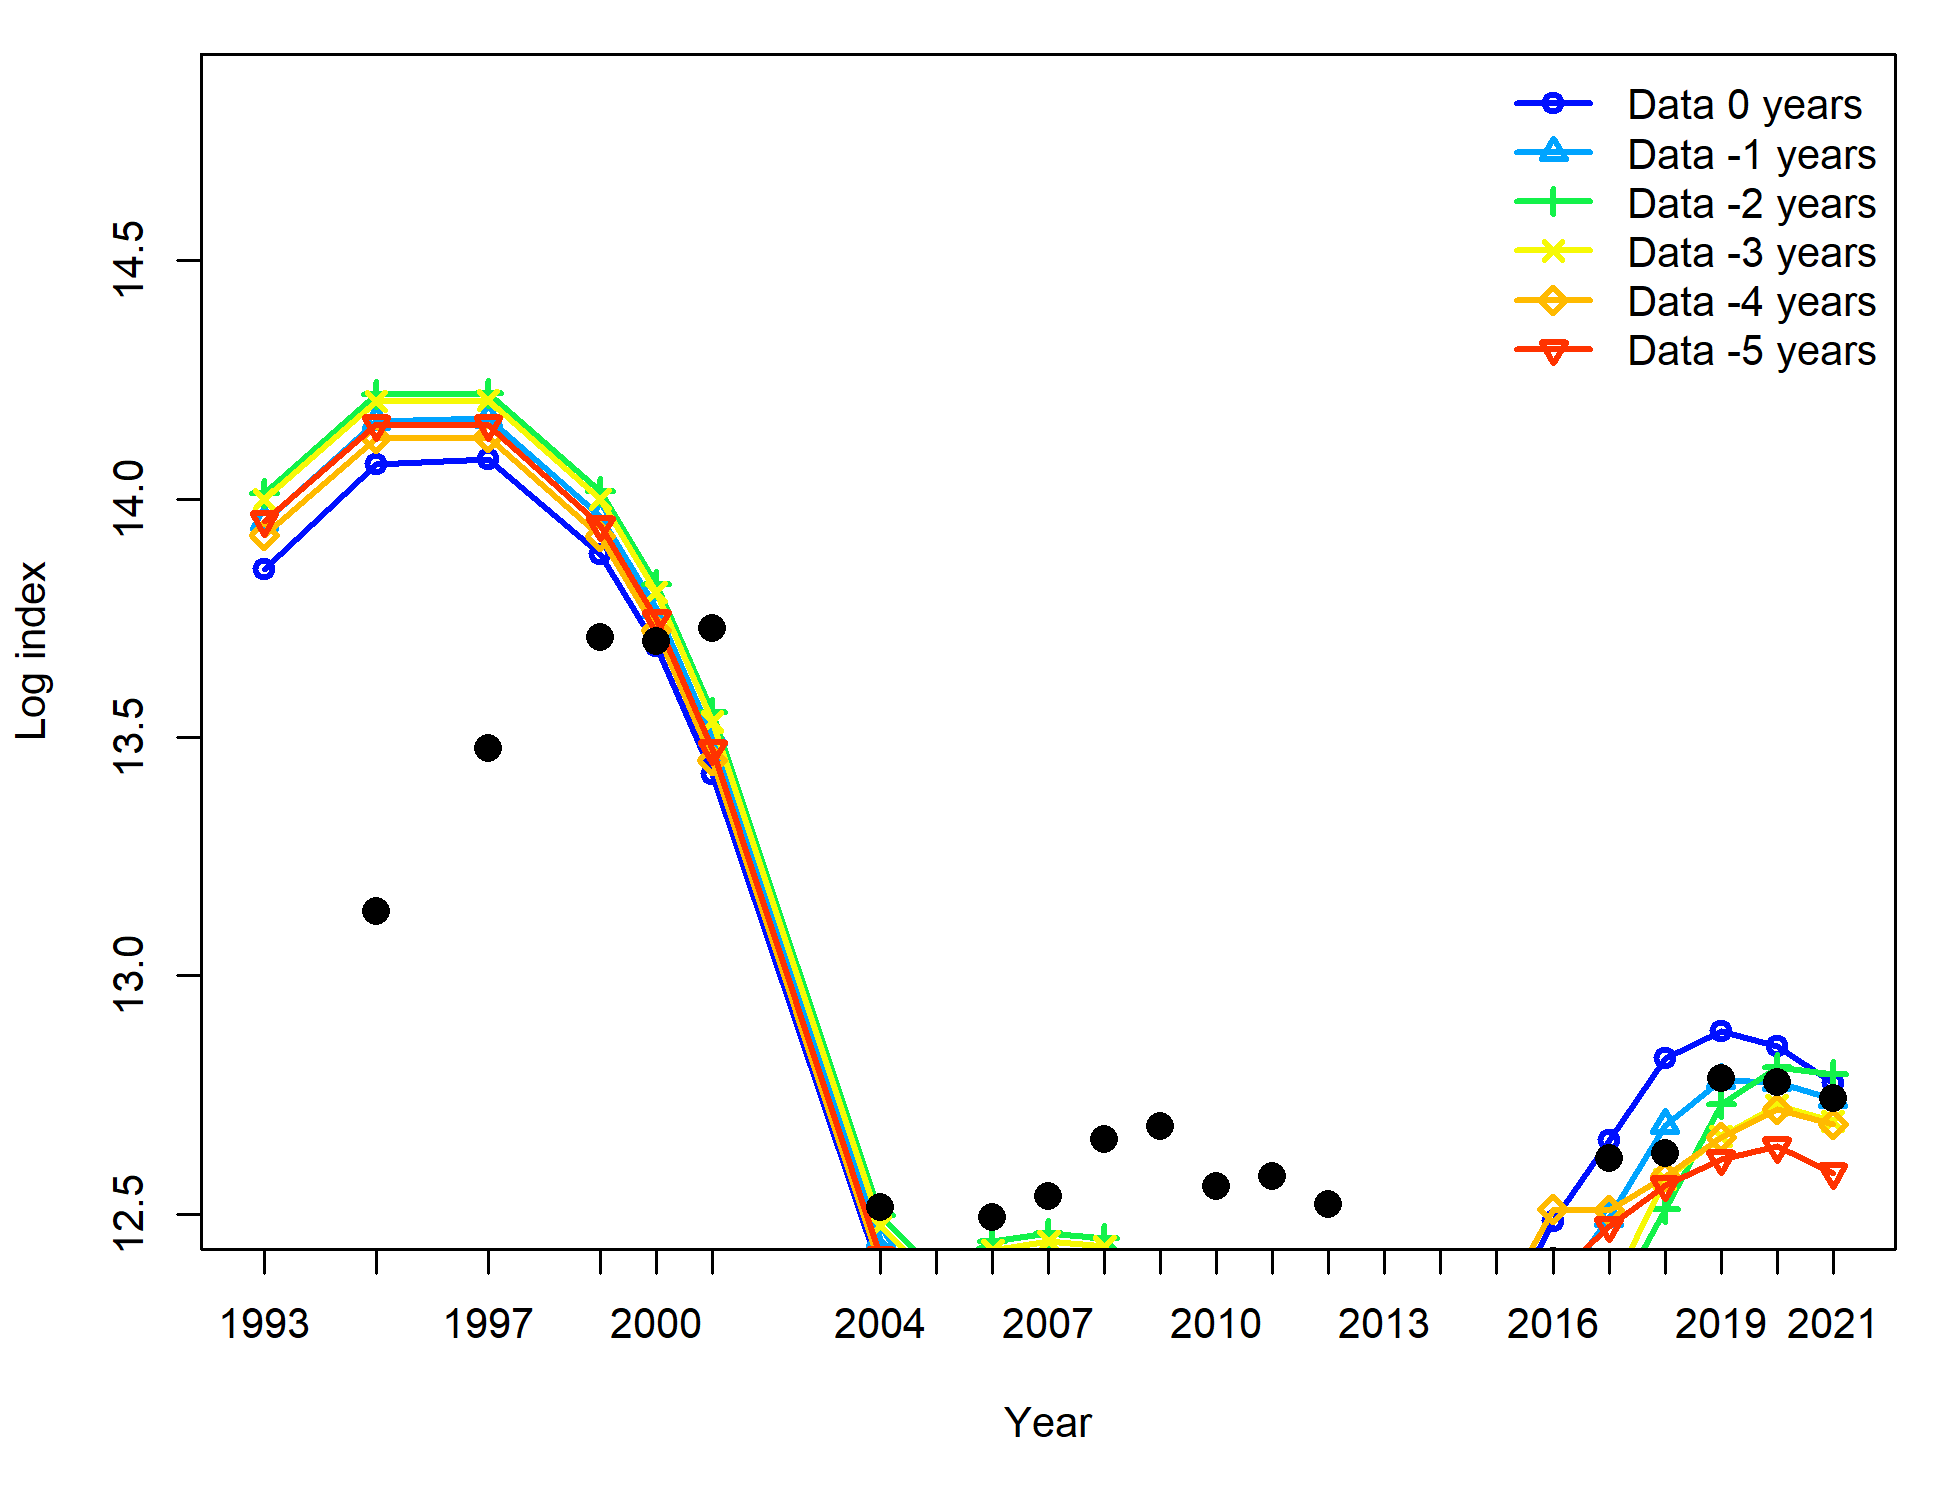 Data 0 years
Data -1 years
Data -2 years
Data -3 years
Data -4 years
Data -5 years
14.5
14.0
13.5
13.0
12.5
Log index
1993 1997 2000 2004 2007 2010 2013 2016 2019 2021
Year